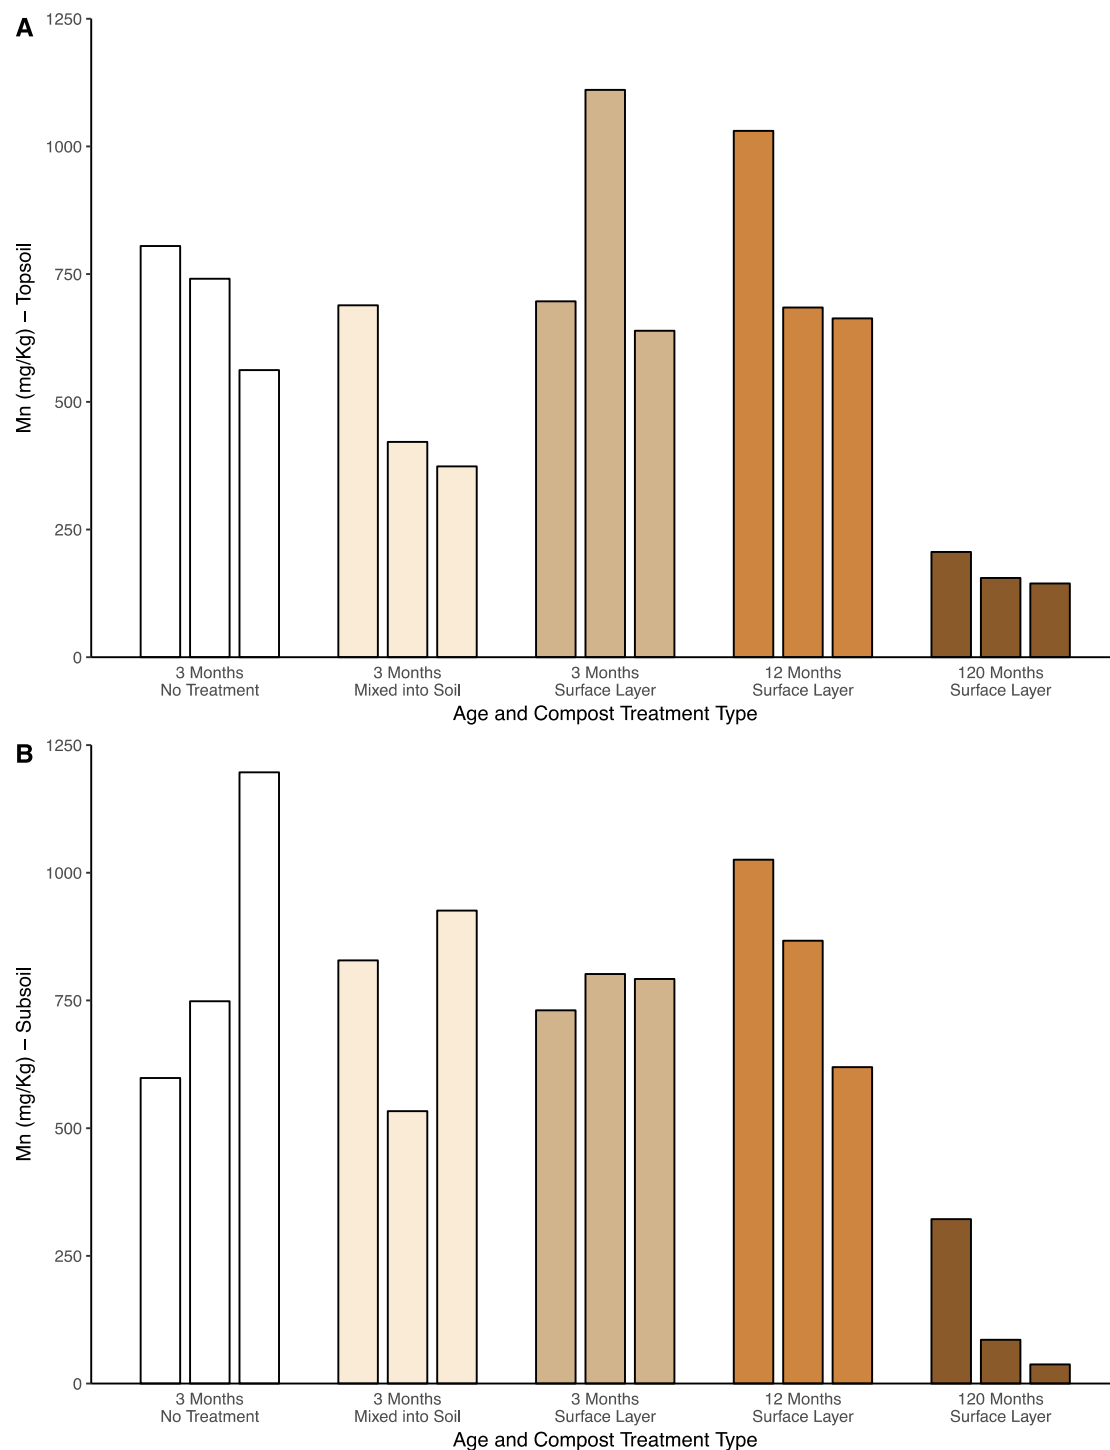 A
1250
1000
750
500
250
0
Mn (mg/Kg) – Topsoil
3 Months
No Treatment
3 Months
Mixed into Soil
3 Months
Surface Layer
12 Months
Surface Layer
120 Months
Surface Layer
Age and Compost Treatment Type
B
1250
1000
750
500
250
0
Mn (mg/Kg) – Subsoil
3 Months
No Treatment
3 Months
Mixed into Soil
3 Months
Surface Layer
12 Months
Surface Layer
120 Months
Surface Layer
Age and Compost Treatment Type